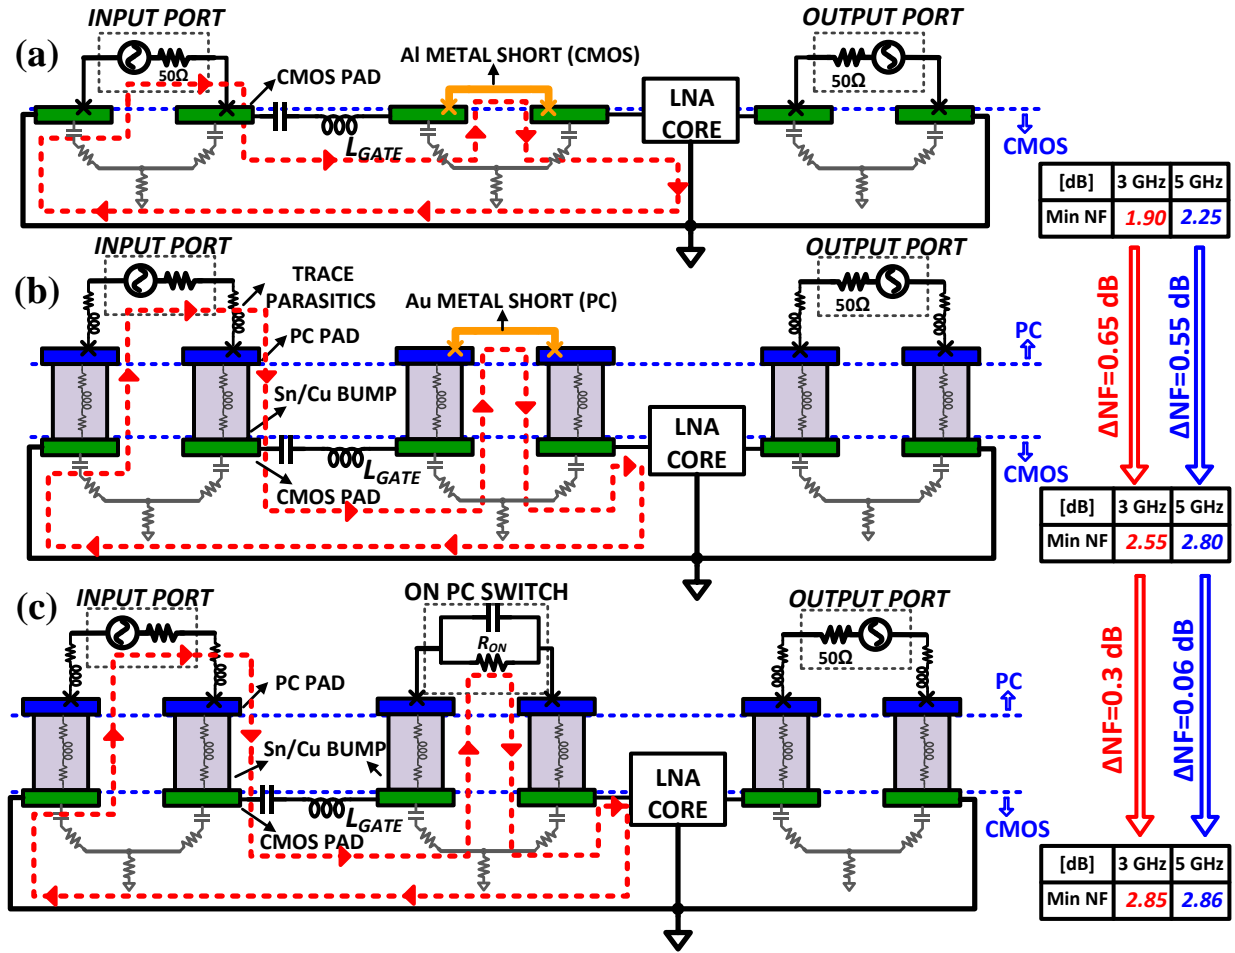 (a)
INPUT PORT
50Ω
CMOS PAD
Al METAL SHORT (CMOS)
LGATE
LNA
CORE
OUTPUT PORT
50Ω
CMOS
[dB] 3 GHz 5 GHz
Min NF 1.90 2.25
(b)
INPUT PORT
TRACE
PARASITICS
PC PAD
Sn/Cu BUMP
CMOS PAD
Au METAL SHORT (PC)
LGATE
LNA
CORE
OUTPUT PORT
50Ω
PC
CMOS
ΔNF=0.65 dB
ΔNF=0.55 dB
[dB] 3 GHz 5 GHz
Min NF 2.55 2.80
(c)
INPUT PORT
PC PAD
Sn/Cu BUMP
CMOS PAD
ON PC SWITCH
RON
LGATE
LNA
CORE
OUTPUT PORT
50Ω
PC
CMOS
ΔNF=0.3 dB
ΔNF=0.06 dB
[dB] 3 GHz 5 GHz
Min NF 2.85 2.86